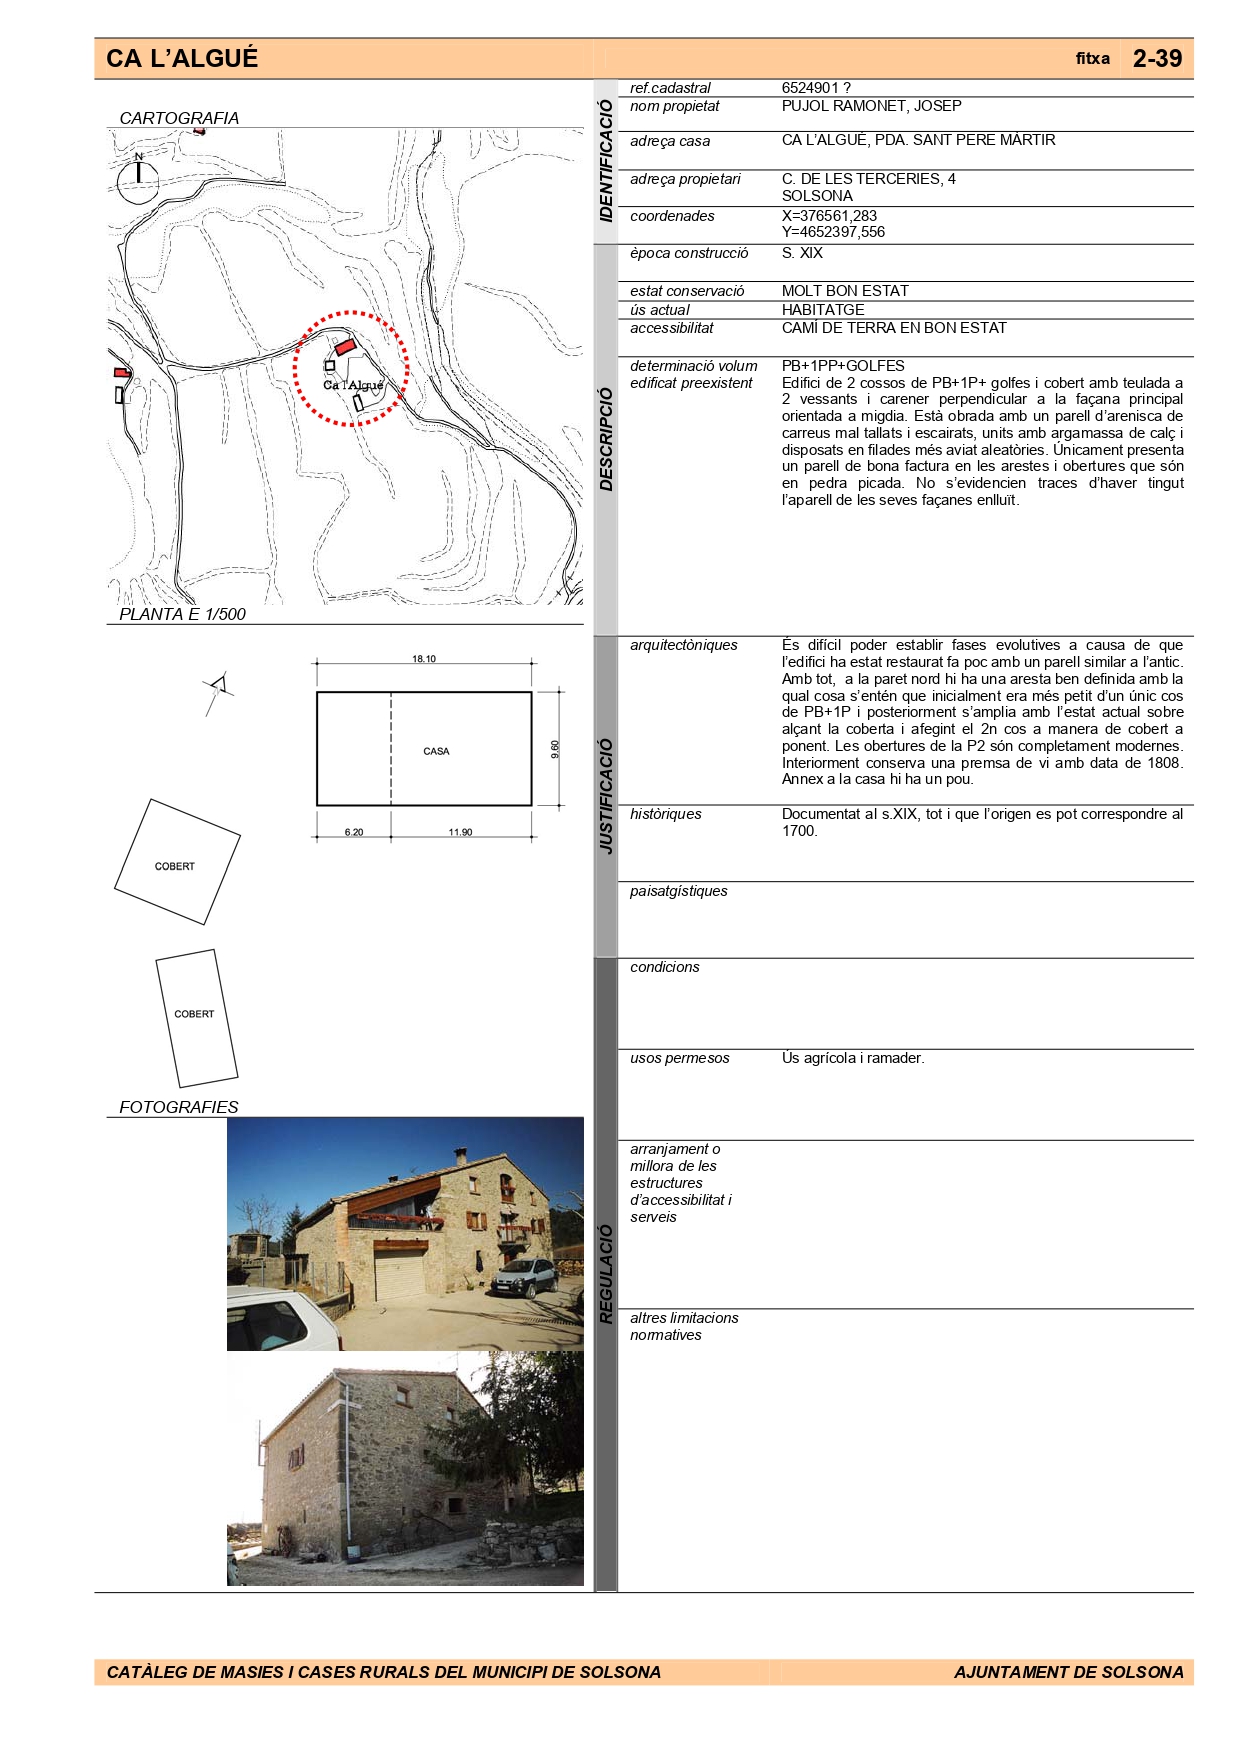 CA L’ALGUÉ
fitxa 2-39
CARTOGRAFIA
N
Ca l'Algué
PLANTA E 1/500
18.10
CASA
9.60
6.20
11.90
COBERT
COBERT
FOTOGRAFIES
IDENTIFICACIÓ
ref.cadastral 6524901 ?
nom propietat PUJOL RAMONET, JOSEP
adreça casa CA L’ALGUÉ, PDA. SANT PERE MÀRTIR
adreça propietari C. DE LES TERCERIES, 4
SOLSONA
coordenades X=376561,283
Y=4652397,556
DESCRIPCIÓ
època construcció S. XIX
estat conservació MOLT BON ESTAT
ús actual HABITATGE
accessibilitat CAMÍ DE TERRA EN BON ESTAT
determinació volum PB+1PP+GOLFES
edificat preexistent Edifici de 2 cossos de PB+1P+ golfes i cobert amb teulada a
2 vessants i carener perpendicular a la façana principal
orientada a migdia. Està obrada amb un parell d’arenisca de
carreus mal tallats i escairats, units amb argamassa de calç i
disposats en filades més aviat aleatòries. Únicament presenta
un parell de bona factura en les arestes i obertures que són
en pedra picada. No s’evidencien traces d’haver tingut
l’aparell de les seves façanes enlluït.
JUSTIFICACIÓ
arquitectòniques És difícil poder establir fases evolutives a causa de que
l’edifici ha estat restaurat fa poc amb un parell similar a l’antic.
Amb tot, a la paret nord hi ha una aresta ben definida amb la
qual cosa s’entén que inicialment era més petit d’un únic cos
de PB+1P i posteriorment s’amplia amb l’estat actual sobre
alçant la coberta i afegint el 2n cos a manera de cobert a
ponent. Les obertures de la P2 són completament modernes.
Interiorment conserva una premsa de vi amb data de 1808.
Annex a la casa hi ha un pou.
històriques Documentat al s.XIX, tot i que l’origen es pot correspondre al
1700.
paisatgístiques
REGULACIÓ
condicions
usos permesos Ús agrícola i ramader.
arranjament o
millora de les
estructures
d’accessibilitat i
serveis
altres limitacions
normatives
CATÀLEG DE MASIES I CASES RURALS DEL MUNICIPI DE SOLSONA AJUNTAMENT DE SOLSONA